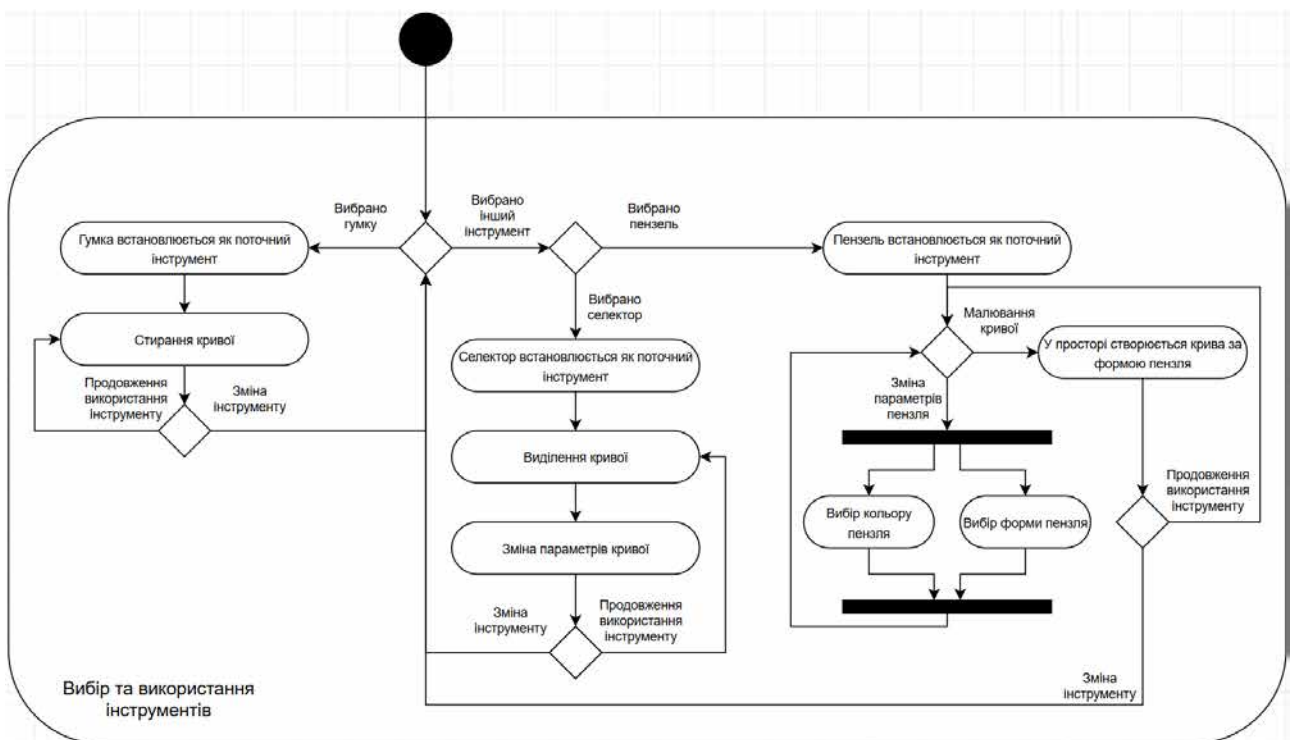 Вибрано
гумку
Вибрано
інший
інструмент
Вибрано
пензель
Гумка встановлюється як поточний
інструмент
Пензель встановлюється як поточний
інструмент
Вибрано
селектор
Малювання
кривої
Стирання кривої
Селектор встановлюється як поточний
інструмент
У просторі створюється крива за
формою пензля
Продовження
використання
інструменту
Зміна
інструменту
Зміна
параметрів
пензля
Виділення кривої
Продовження
використання
інструменту
Вибір кольору
пензля
Вибір форми пензля
Зміна параметрів кривої
Зміна
інструменту
Продовження
використання
інструменту
Вибір та використання
інструментів
Зміна
інструменту